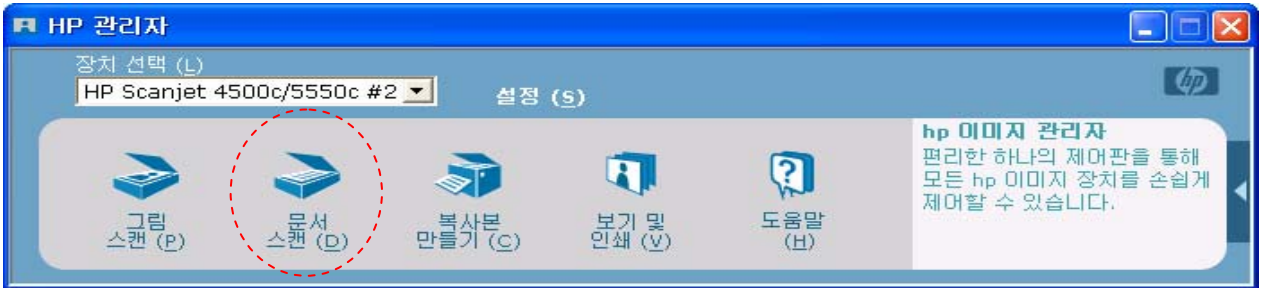 HP 관리자
장치 선택 (L)
HP Scanjet 4500c/5550c #2
설정 (S)
hp
그림
스캔 (P)
문서
스캔 (D)
복사본
만들기 (C)
보기 및
인쇄 (V)
도움말
(H)
hp 이미지 관리자
편리한 하나의 제어판을 통해
모든 hp 이미지 장치를 손쉽게
제어할 수 있습니다.